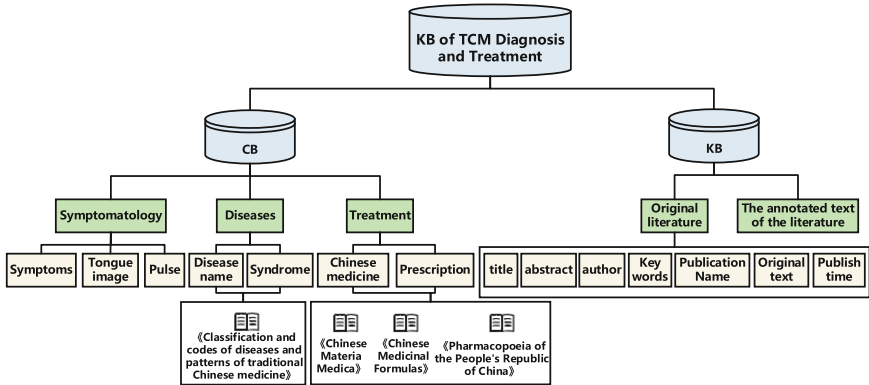 KB of TCM Diagnosis
and Treatment
CB
KB
Symptomatology
Diseases
Treatment
Original
literature
The annotated text
of the literature
Symptoms
Tongue
image
Pulse
Disease
name
Syndrome
Chinese
medicine
Prescription
title
abstract
author
Key
words
Publication
Name
Original
text
Publish
time
《Classification and
codes of diseases and
patterns of traditional
Chinese medicine》
《Chinese
Materia
Medica》
《Chinese
Medicinal
Formulas》
《Pharmacopoeia of
the People's Republic
of China》